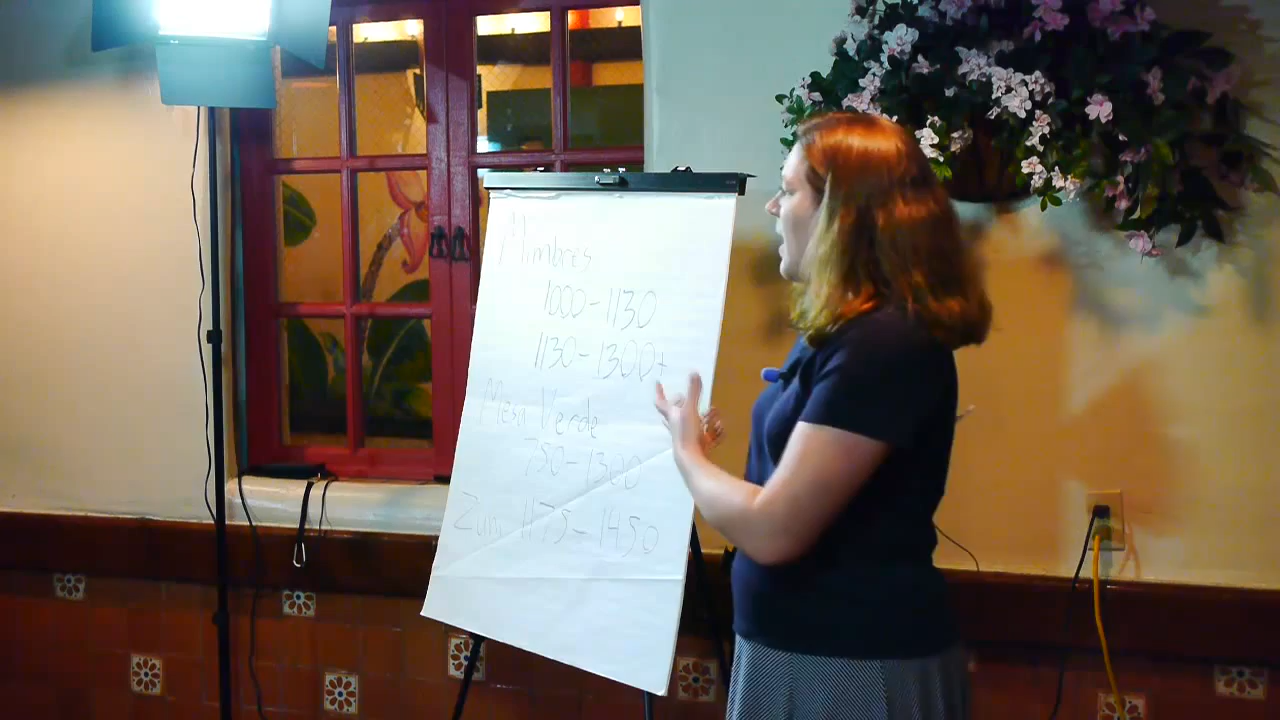 Mimbres
1000-1130
1130-1300+
Mesa Verde
750-1300
Zuni 1175-1450